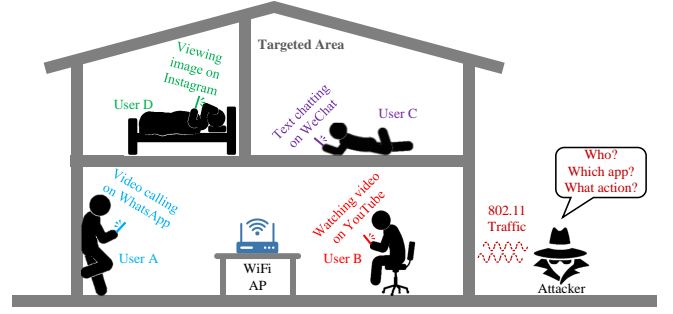 Targeted Area
Viewing
image on
Instagram
User D
Text chatting
on WeChat
User C
Who?
Which app?
What action?
Video calling
on WhatsApp
User A
WiFi
AP
Watching video
on YouTube
User B
802.11
Traffic
Attacker